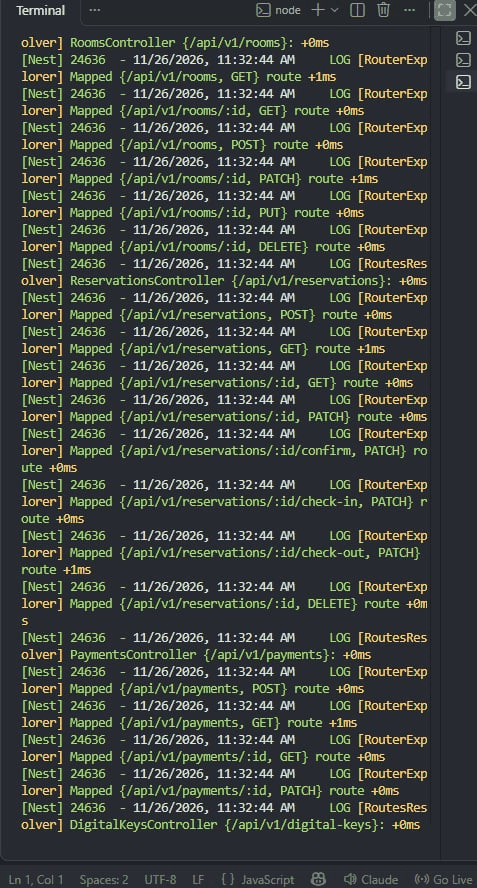 Terminal ··· node
olver] RoomsController {/api/v1/rooms}: +0ms
[Nest] 24636  - 11/26/2026, 11:32:44 AM     LOG [RouterExp
lorer] Mapped {/api/v1/rooms, GET} route +1ms
[Nest] 24636  - 11/26/2026, 11:32:44 AM     LOG [RouterExp
lorer] Mapped {/api/v1/rooms/:id, GET} route +0ms
[Nest] 24636  - 11/26/2026, 11:32:44 AM     LOG [RouterExp
lorer] Mapped {/api/v1/rooms, POST} route +0ms
[Nest] 24636  - 11/26/2026, 11:32:44 AM     LOG [RouterExp
lorer] Mapped {/api/v1/rooms/:id, PATCH} route +1ms
[Nest] 24636  - 11/26/2026, 11:32:44 AM     LOG [RouterExp
lorer] Mapped {/api/v1/rooms/:id, PUT} route +0ms
[Nest] 24636  - 11/26/2026, 11:32:44 AM     LOG [RouterExp
lorer] Mapped {/api/v1/rooms/:id, DELETE} route +0ms
[Nest] 24636  - 11/26/2026, 11:32:44 AM     LOG [RoutesRes
olver] ReservationsController {/api/v1/reservations}: +0ms
[Nest] 24636  - 11/26/2026, 11:32:44 AM     LOG [RouterExp
lorer] Mapped {/api/v1/reservations, POST} route +0ms
[Nest] 24636  - 11/26/2026, 11:32:44 AM     LOG [RouterExp
lorer] Mapped {/api/v1/reservations, GET} route +1ms
[Nest] 24636  - 11/26/2026, 11:32:44 AM     LOG [RouterExp
lorer] Mapped {/api/v1/reservations/:id, GET} route +0ms
[Nest] 24636  - 11/26/2026, 11:32:44 AM     LOG [RouterExp
lorer] Mapped {/api/v1/reservations/:id, PATCH} route +0ms
[Nest] 24636  - 11/26/2026, 11:32:44 AM     LOG [RouterExp
lorer] Mapped {/api/v1/reservations/:id/confirm, PATCH} ro
ute +0ms
[Nest] 24636  - 11/26/2026, 11:32:44 AM     LOG [RouterExp
lorer] Mapped {/api/v1/reservations/:id/check-in, PATCH} r
oute +0ms
[Nest] 24636  - 11/26/2026, 11:32:44 AM     LOG [RouterExp
lorer] Mapped {/api/v1/reservations/:id/check-out, PATCH}
route +1ms
[Nest] 24636  - 11/26/2026, 11:32:44 AM     LOG [RouterExp
lorer] Mapped {/api/v1/reservations/:id, DELETE} route +0m
s
[Nest] 24636  - 11/26/2026, 11:32:44 AM     LOG [RoutesRes
olver] PaymentsController {/api/v1/payments}: +0ms
[Nest] 24636  - 11/26/2026, 11:32:44 AM     LOG [RouterExp
lorer] Mapped {/api/v1/payments, POST} route +0ms
[Nest] 24636  - 11/26/2026, 11:32:44 AM     LOG [RouterExp
lorer] Mapped {/api/v1/payments, GET} route +1ms
[Nest] 24636  - 11/26/2026, 11:32:44 AM     LOG [RouterExp
lorer] Mapped {/api/v1/payments/:id, GET} route +0ms
[Nest] 24636  - 11/26/2026, 11:32:44 AM     LOG [RouterExp
lorer] Mapped {/api/v1/payments/:id, PATCH} route +0ms
[Nest] 24636  - 11/26/2026, 11:32:44 AM     LOG [RoutesRes
olver] DigitalKeysController {/api/v1/digital-keys}: +0ms
Ln 1, Col 1 Spaces: 2 UTF-8 LF { } JavaScript Claude Go Live